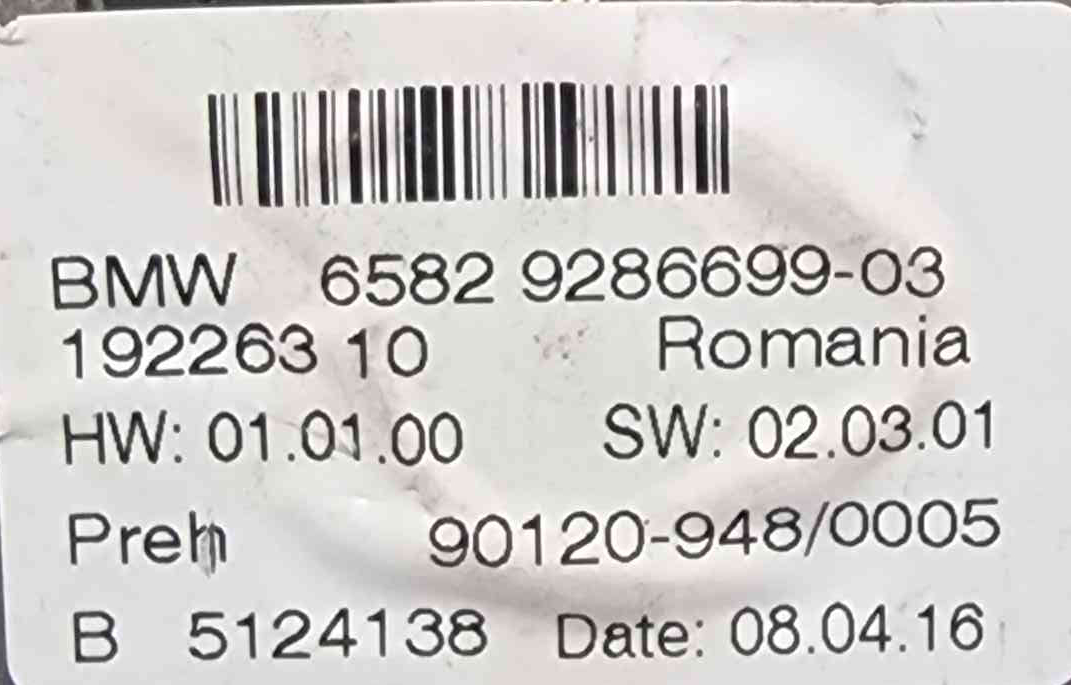 BMW 6582 9286699-03
192263 10 Romania
HW: 01.01.00 SW: 02.03.01
Preh 90120-948/0005
B 5124138 Date: 08.04.16